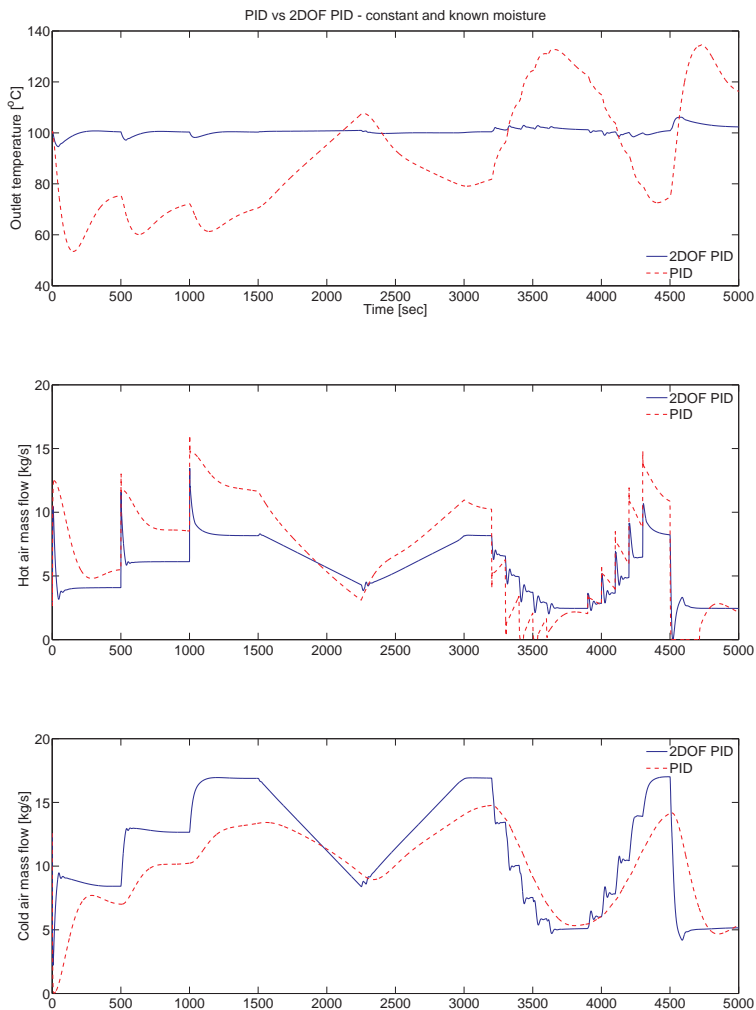 PID vs 2DOF PID - constant and known moisture
140
120
100
80
60
40
Outlet temperature [°C]
0 500 1000 1500 2000 2500 3000 3500 4000 4500 5000
Time [sec]
2DOF PID
PID
20
15
10
5
0
Hot air mass flow [kg/s]
0 500 1000 1500 2000 2500 3000 3500 4000 4500 5000
2DOF PID
PID
20
15
10
5
0
Cold air mass flow [kg/s]
0 500 1000 1500 2000 2500 3000 3500 4000 4500 5000
2DOF PID
PID